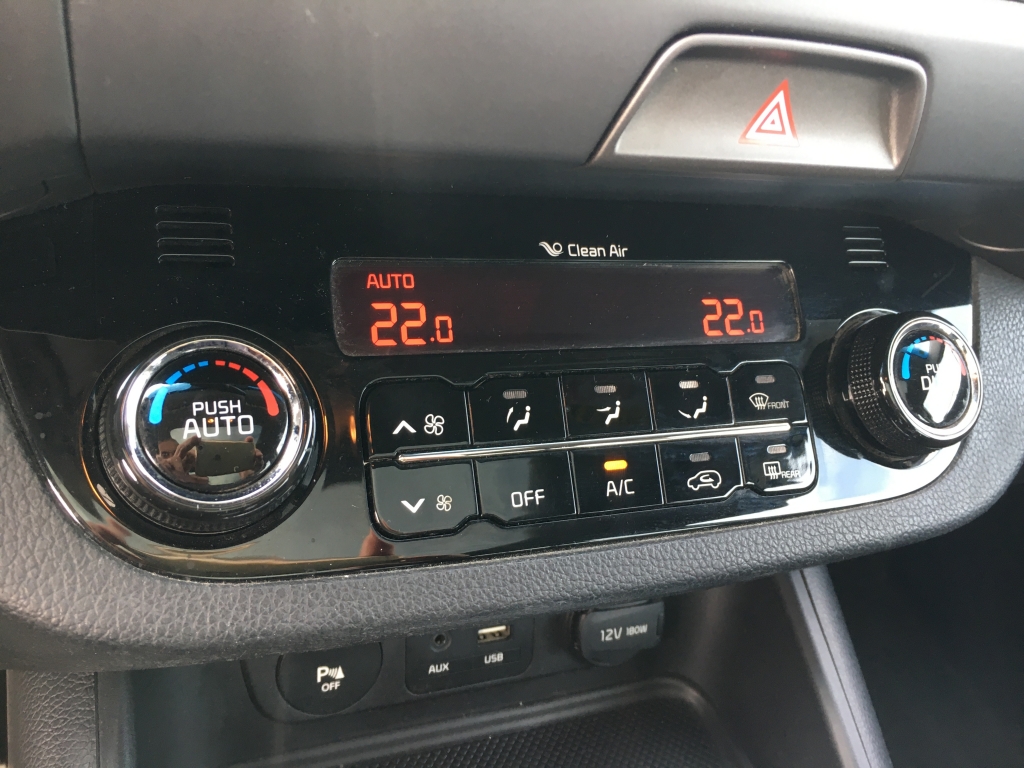 Clean Air
AUTO
22.0 22.0
PUSH
AUTO
FRONT
OFF A/C REAR
12V 180W
AUX USB
P
OFF